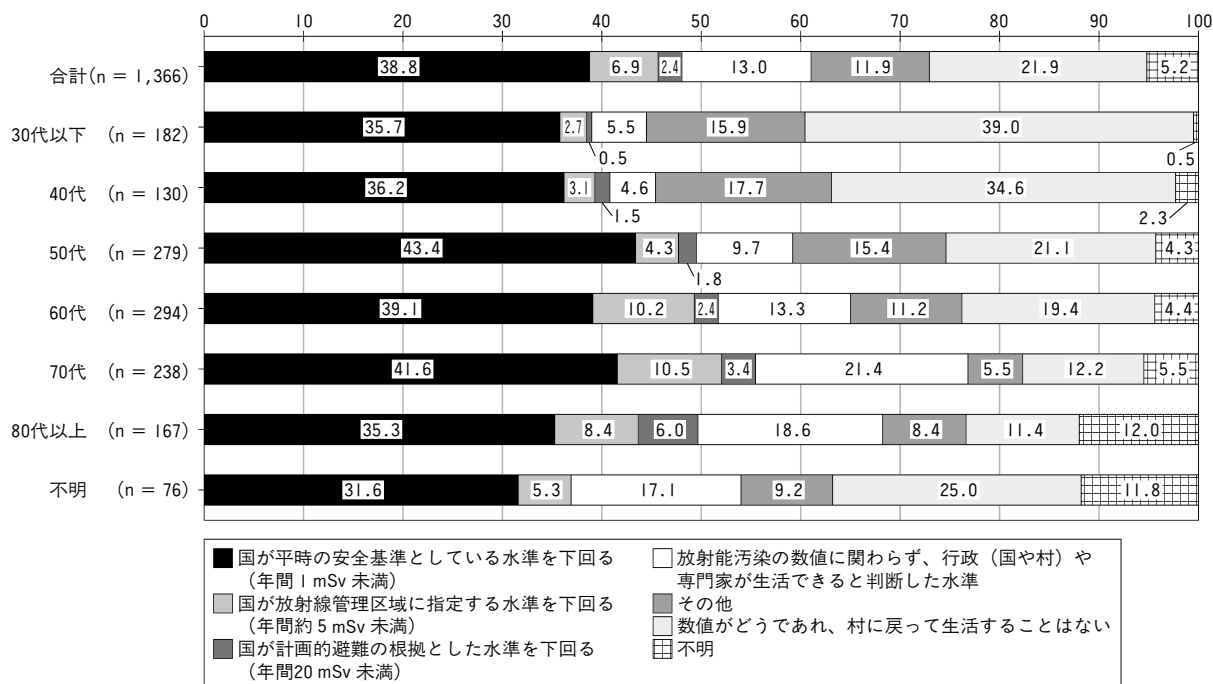 0 10 20 30 40 50 60 70 80 90 100
合計(n = 1,366) 38.8 6.9 2.4 13.0 11.9 21.9 5.2
30代以下 (n = 182) 35.7 2.7 5.5 15.9 39.0
0.5 0.5
40代 (n = 130) 36.2 3.1 4.6 17.7 34.6
1.5 2.3
50代 (n = 279) 43.4 4.3 9.7 15.4 21.1 4.3
1.8
60代 (n = 294) 39.1 10.2 2.4 13.3 11.2 19.4 4.4
70代 (n = 238) 41.6 10.5 3.4 21.4 5.5 12.2 5.5
80代以上 (n = 167) 35.3 8.4 6.0 18.6 8.4 11.4 12.0
不明 (n = 76) 31.6 5.3 17.1 9.2 25.0 11.8
国が平時の安全基準としている水準を下回る
(年間1 mSv 未満)
国が放射線管理区域に指定する水準を下回る
(年間約 5 mSv 未満)
国が計画的避難の根拠とした水準を下回る
(年間20 mSv 未満)
放射能汚染の数値に関わらず、行政(国や村)や
専門家が生活できると判断した水準
その他
数値がどうであれ、村に戻って生活することはない
不明